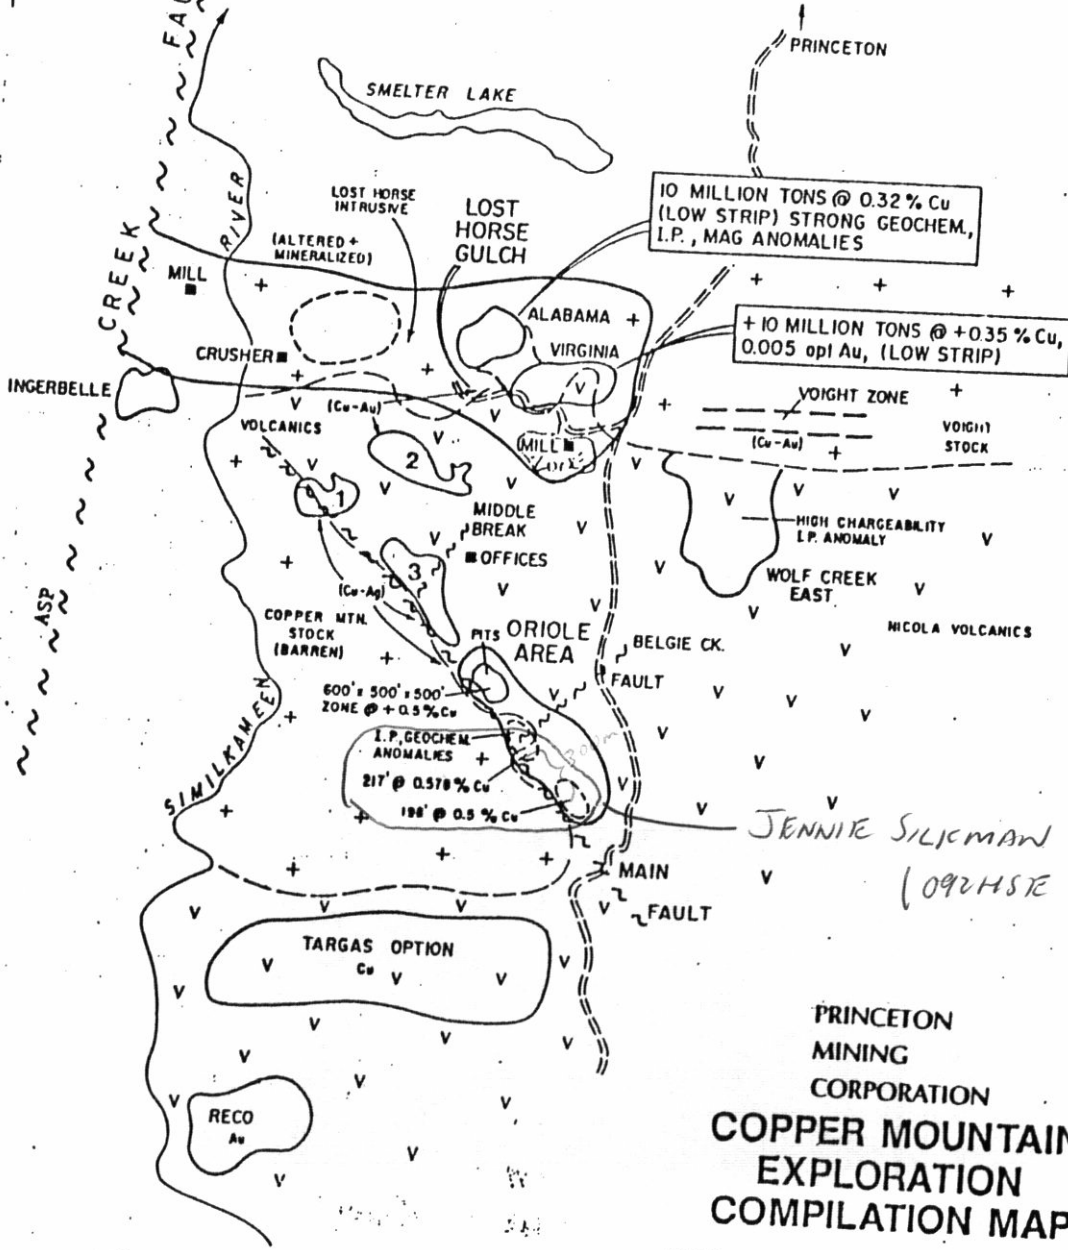 FAU
PRINCETON
SMELTER LAKE
10 MILLION TONS @ 0.32% Cu
(LOW STRIP) STRONG GEOCHEM.,
I.P., MAG ANOMALIES
LOST HORSE
INTRUSIVE
LOST
HORSE
GULCH
RIVER
(ALTERED +
MINERALIZED)
MILL
CREEK
ALABAMA
+10 MILLION TONS @ +0.35% Cu,
0.005 opt Au, (LOW STRIP)
VIRGINIA
CRUSHER
INGERBELLE
(Cu-Au)
VOLCANICS
VOIGHT ZONE
(Cu-Au)
VOIGHT
STOCK
MILL
2
1
MIDDLE
BREAK
OFFICES
HIGH CHARGEABILITY
I.P. ANOMALY
WOLF CREEK
EAST
3
(Cu-Ag)
ASP
COPPER MTN.
STOCK
(BARREN)
PITS
ORIOLE
AREA
NICOLA VOLCANICS
BELGIE CK.
FAULT
600' x 500' x 500'
ZONE @ +0.5% Cu
I.P., GEOCHEM.
ANOMALIES
300m
217' @ 0.578% Cu
198' @ 0.5% Cu
SIMILKAMEEN
JENNIE SILKMAN
092HSE
MAIN
FAULT
TARGAS OPTION
Cu
RECO
Au
PRINCETON
MINING
CORPORATION
COPPER MOUNTAIN
EXPLORATION
COMPILATION MAP